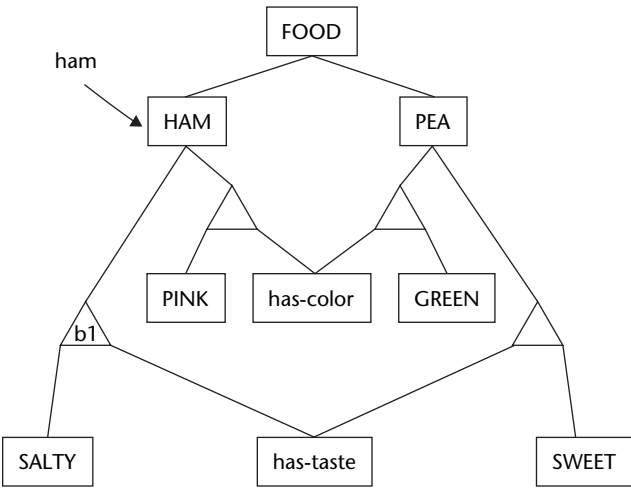 FOOD
ham
HAM
PEA
PINK
has-color
GREEN
b1
SALTY
has-taste
SWEET